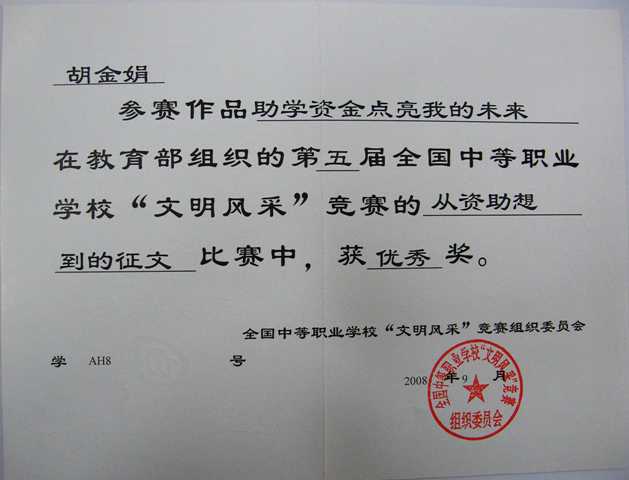 胡金娟
参赛作品助学资金点亮我的未来
在教育部组织的第五届全国中等职业
学校“文明风采”竞赛的从资助想
到的征文比赛中，获优秀奖。
全国中等职业学校“文明风采”竞赛组织委员会
学 AH8 号
2008 年 9 月
全国中等职业学校“文明风采”竞赛
组织委员会